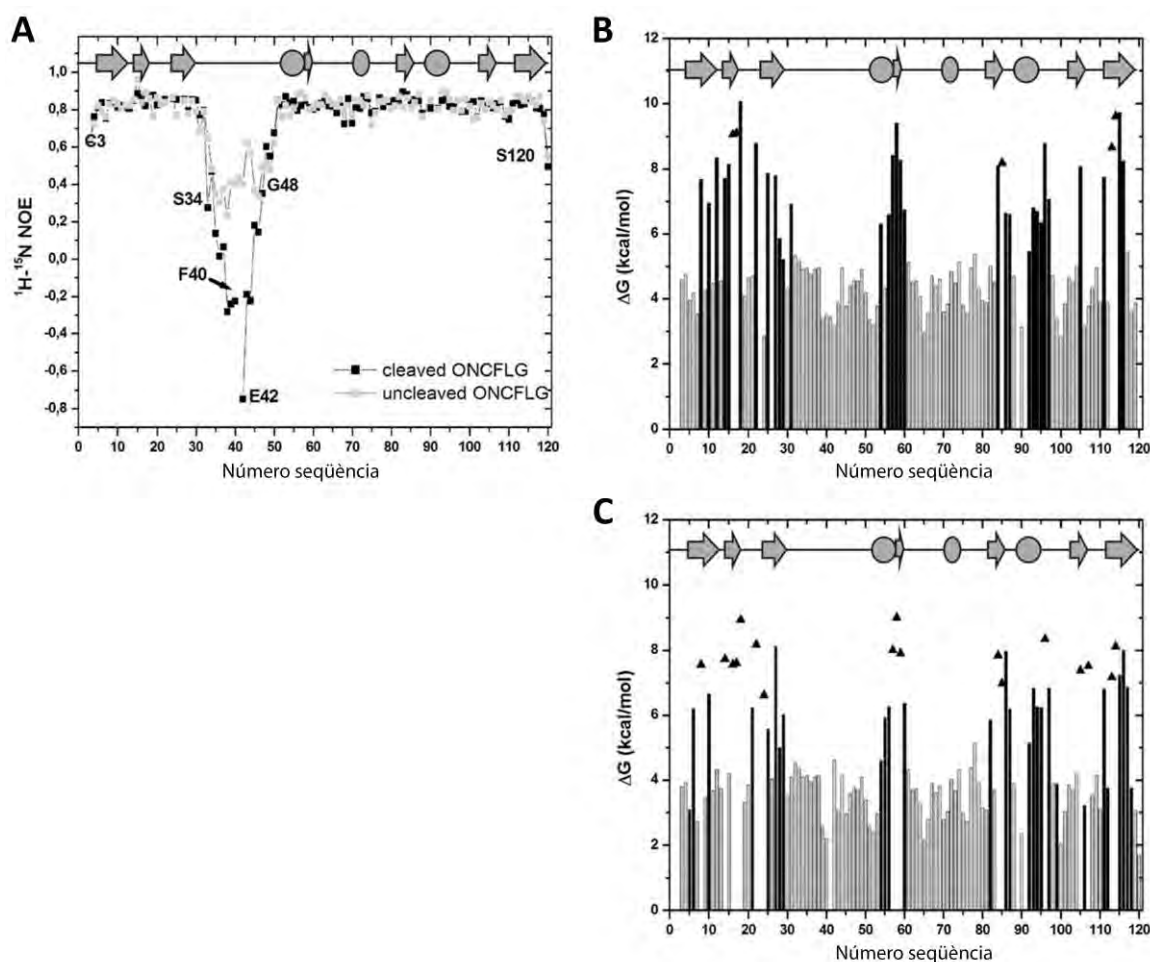 A
¹H-¹⁵N NOE
1,0
0,8
0,6
0,4
0,2
0,0
-0,2
-0,4
-0,6
-0,8
C3
S34
F40
G48
E42
S120
cleaved ONCFLG
uncleaved ONCFLG
0 10 20 30 40 50 60 70 80 90 100 110 120
Número seqüència
B
ΔG (kcal/mol)
12
10
8
6
4
2
0
0 10 20 30 40 50 60 70 80 90 100 110 120
Número seqüència
C
ΔG (kcal/mol)
12
10
8
6
4
2
0
0 10 20 30 40 50 60 70 80 90 100 110 120
Número seqüència